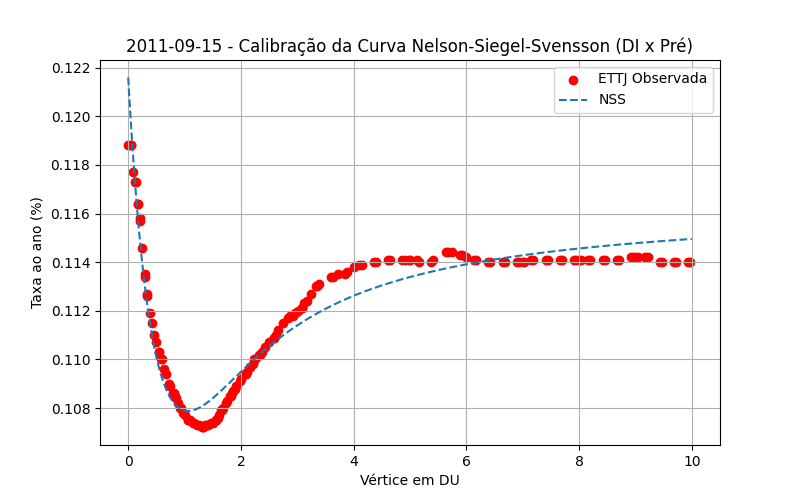 2011-09-15 - Calibração da Curva Nelson-Siegel-Svensson (DI x Pré)
ETTJ Observada
NSS
0.122
0.120
0.118
0.116
0.114
0.112
0.110
0.108
Taxa ao ano (%)
0 2 4 6 8 10
Vértice em DU